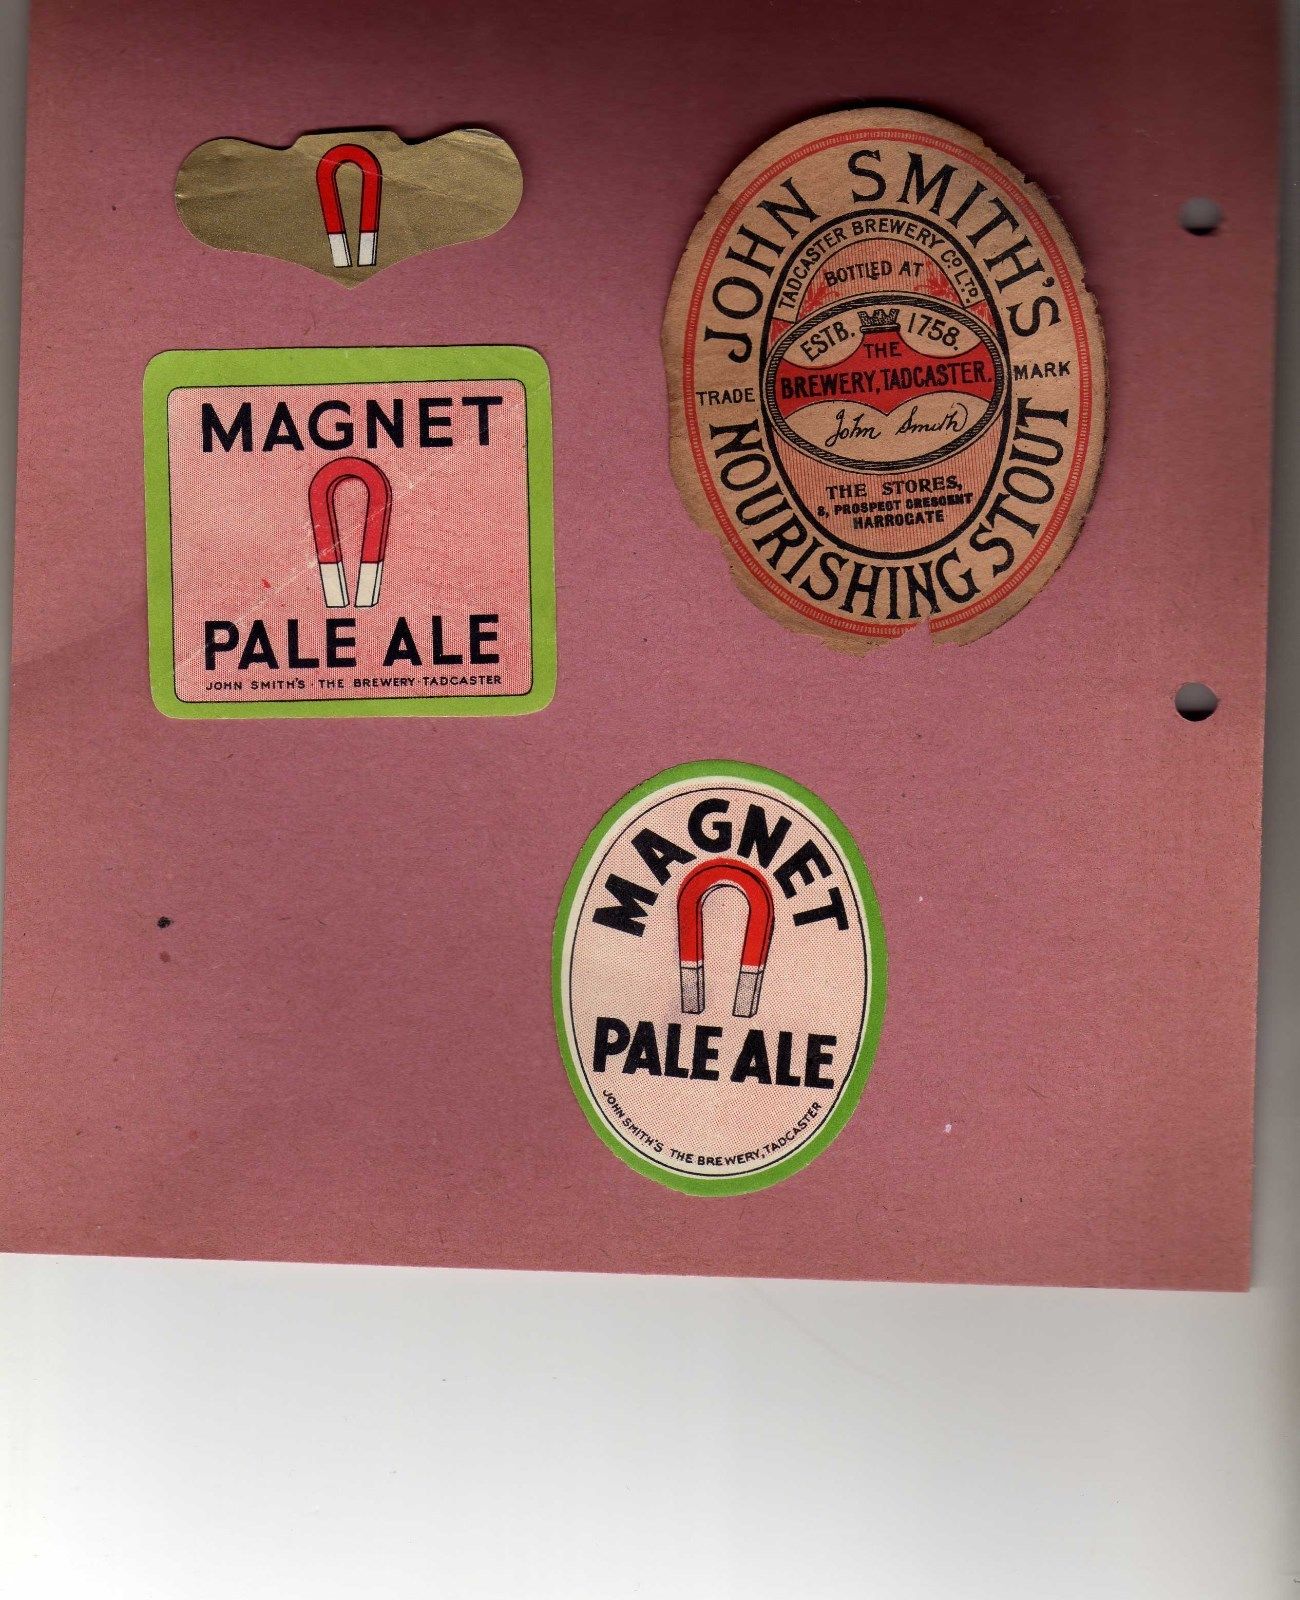 MAGNET
PALE ALE
JOHN SMITH'S · THE BREWERY · TADCASTER
JOHN SMITH'S
TADCASTER BREWERY CO LTD.
BOTTLED AT
ESTB. 1758.
THE
BREWERY, TADCASTER.
John Smith
TRADE MARK
THE STORES,
8, PROSPECT CRESCENT
HARROGATE
NOURISHING STOUT
MAGNET
PALE ALE
JOHN SMITH'S THE BREWERY, TADCASTER